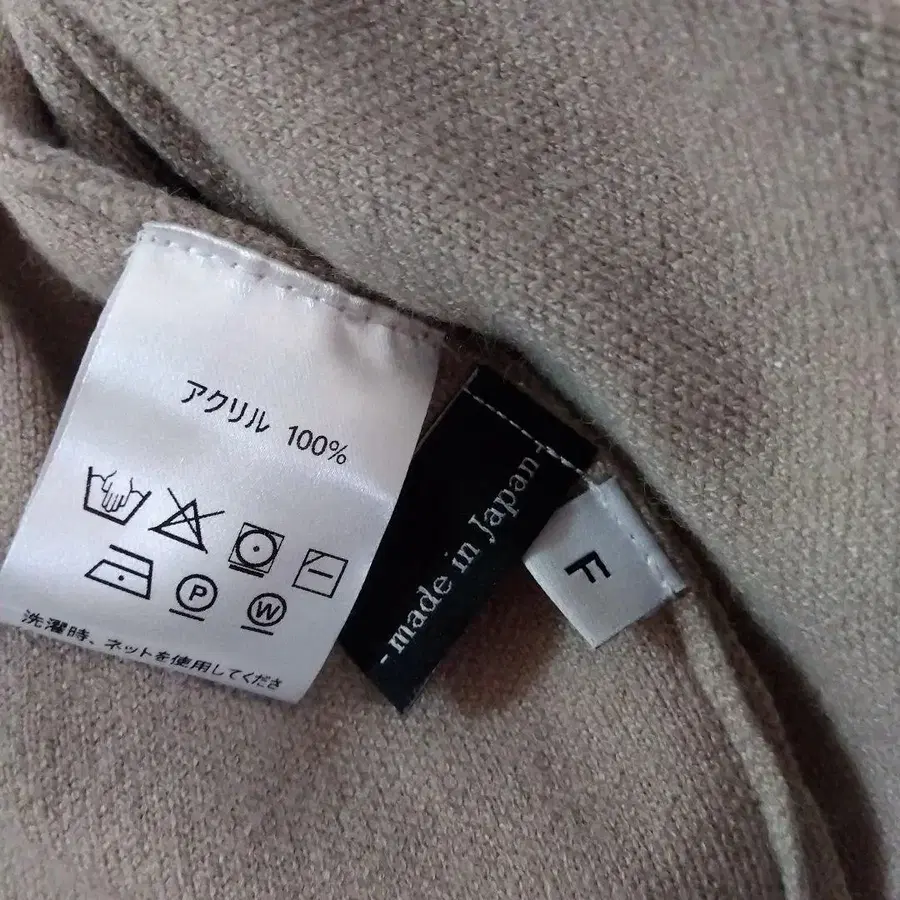 アクリル 100%
P
W
洗濯時、ネットを使用してくださ
- made in Japan -
F